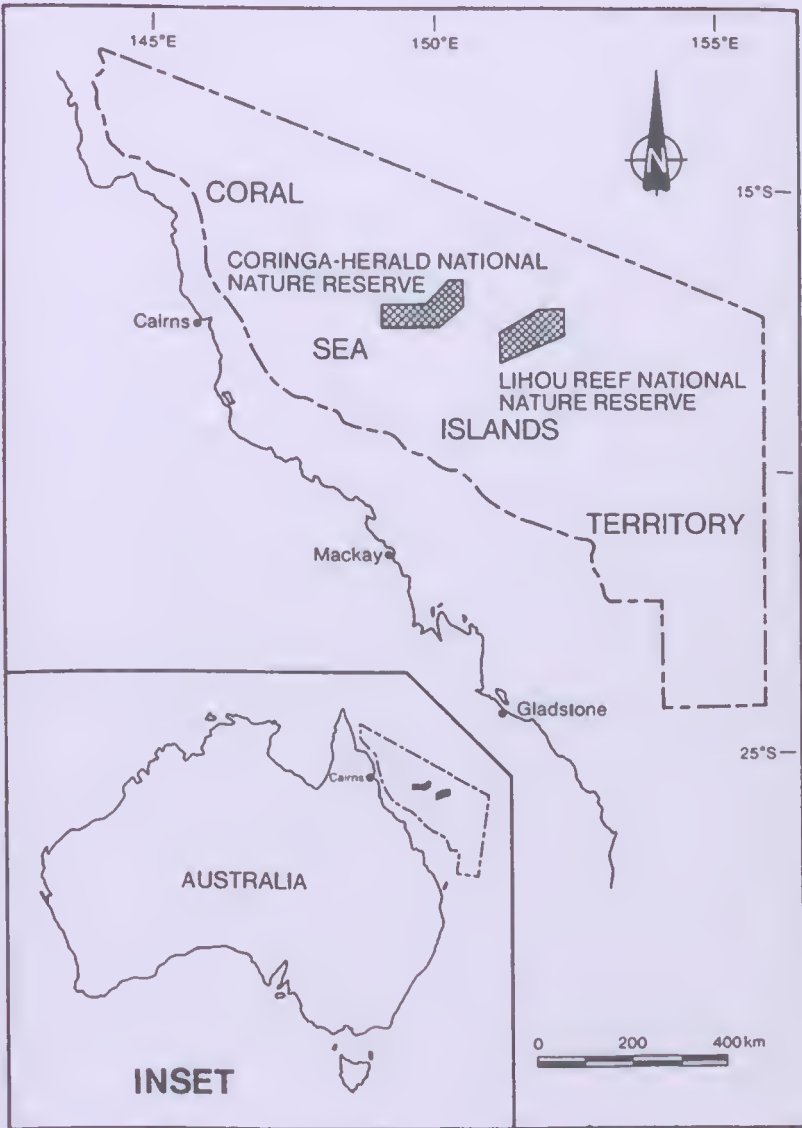 145°E
150°E
155°E
N
15°S
CORAL
CORINGA-HERALD NATIONAL
NATURE RESERVE
Cairns
SEA
LIHOU REEF NATIONAL
NATURE RESERVE
ISLANDS
TERRITORY
Mackay
Gladstone
25°S
Cairns
AUSTRALIA
0 200 400km
INSET